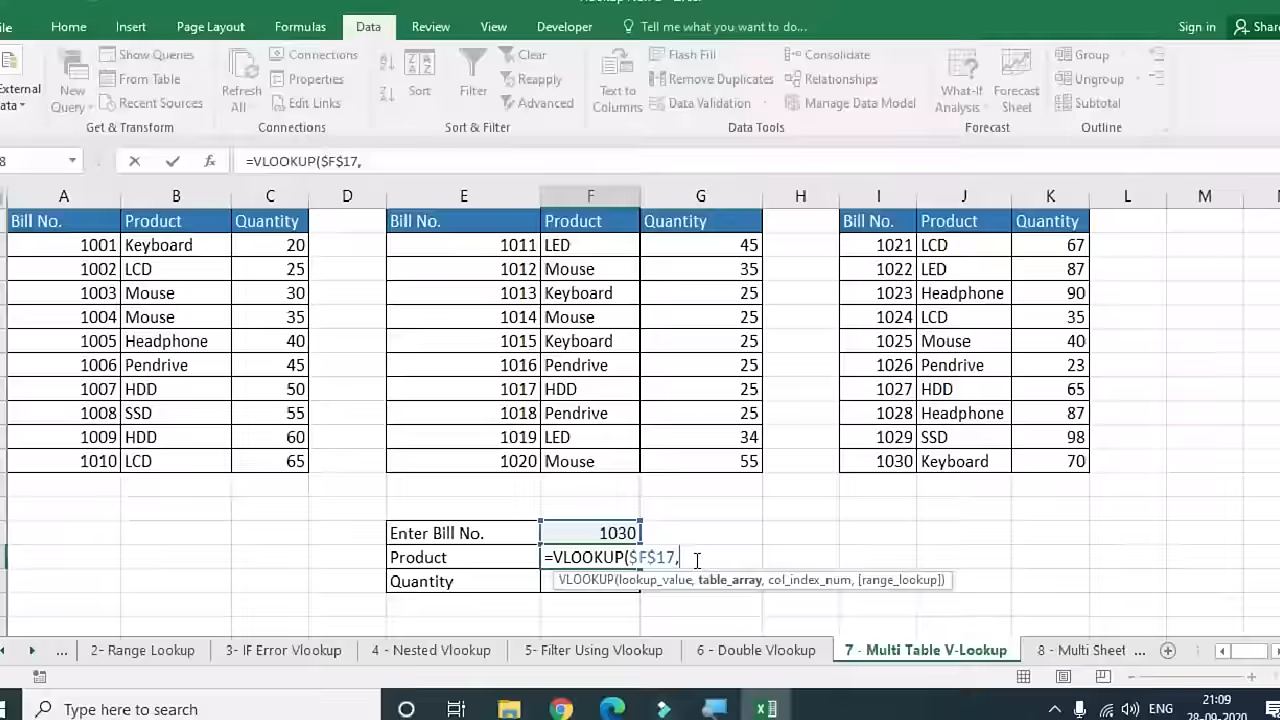 Home Insert Page Layout Formulas Data Review View Developer Tell me what you want to do... Sign in Share
Show Queries Connections Clear Flash Fill Consolidate Group
External New From Table Refresh Properties Sort Filter Reapply Text to Remove Duplicates Relationships What-If Forecast Ungroup
Query Recent Sources All Edit Links Advanced Columns Data Validation Manage Data Model Analysis Sheet Subtotal
Get & Transform Connections Sort & Filter Data Tools Forecast Outline
8 fx =VLOOKUP($F$17,
A B C D E F G H I J K L M
Bill No. Product Quantity Bill No. Product Quantity Bill No. Product Quantity
1001 Keyboard 20 1011 LED 45 1021 LCD 67
1002 LCD 25 1012 Mouse 35 1022 LED 87
1003 Mouse 30 1013 Keyboard 25 1023 Headphone 90
1004 Mouse 35 1014 Mouse 25 1024 LCD 35
1005 Headphone 40 1015 Keyboard 25 1025 Mouse 40
1006 Pendrive 45 1016 Pendrive 25 1026 Pendrive 23
1007 HDD 50 1017 HDD 25 1027 HDD 65
1008 SSD 55 1018 Pendrive 25 1028 Headphone 87
1009 HDD 60 1019 LED 34 1029 SSD 98
1010 LCD 65 1020 Mouse 55 1030 Keyboard 70
Enter Bill No. 1030
Product =VLOOKUP($F$17,
Quantity VLOOKUP(lookup_value, table_array, col_index_num, [range_lookup])
... 2- Range Lookup 3- IF Error Vlookup 4 - Nested Vlookup 5- Filter Using Vlookup 6 - Double Vlookup 7 - Multi Table V-Lookup 8 - Multi Sheet ...
Type here to search ENG 21:09
28-09-2020